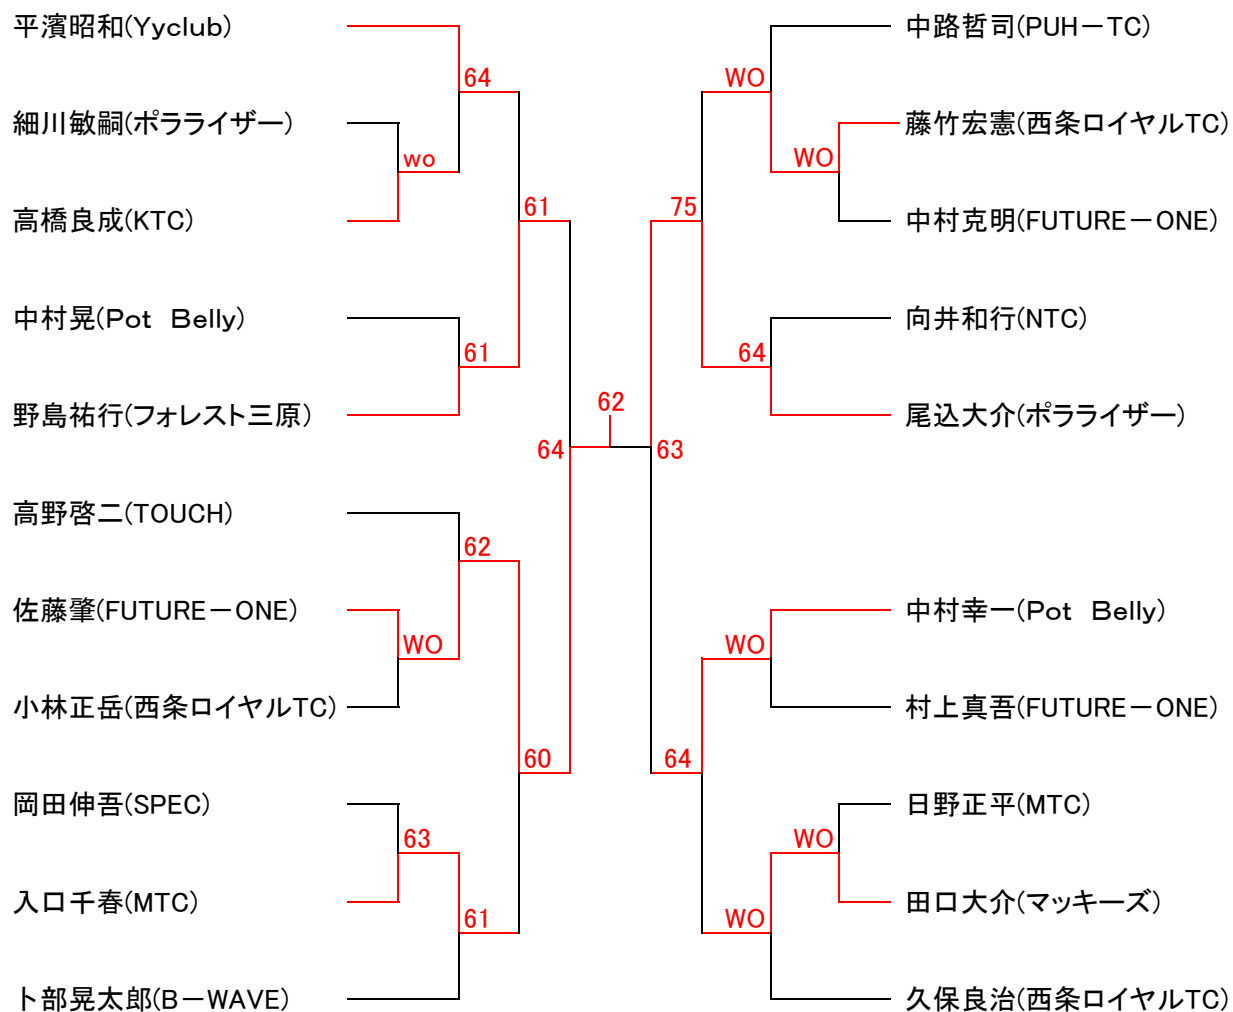 平濱昭和(Yyclub)
64
細川敏嗣(ポラライザー)
wo
高橋良成(KTC)
61
中村晃(Pot Belly)
61
野島祐行(フォレスト三原)
64
高野啓二(TOUCH)
62
佐藤肇(FUTURE－ONE)
WO
小林正岳(西条ロイヤルTC)
60
岡田伸吾(SPEC)
63
入口千春(MTC)
61
卜部晃太郎(B－WAVE)
62
中路哲司(PUH－TC)
WO
藤竹宏憲(西条ロイヤルTC)
WO
中村克明(FUTURE－ONE)
75
向井和行(NTC)
64
尾込大介(ポラライザー)
63
中村幸一(Pot Belly)
WO
村上真吾(FUTURE－ONE)
64
日野正平(MTC)
WO
田口大介(マッキーズ)
WO
久保良治(西条ロイヤルTC)